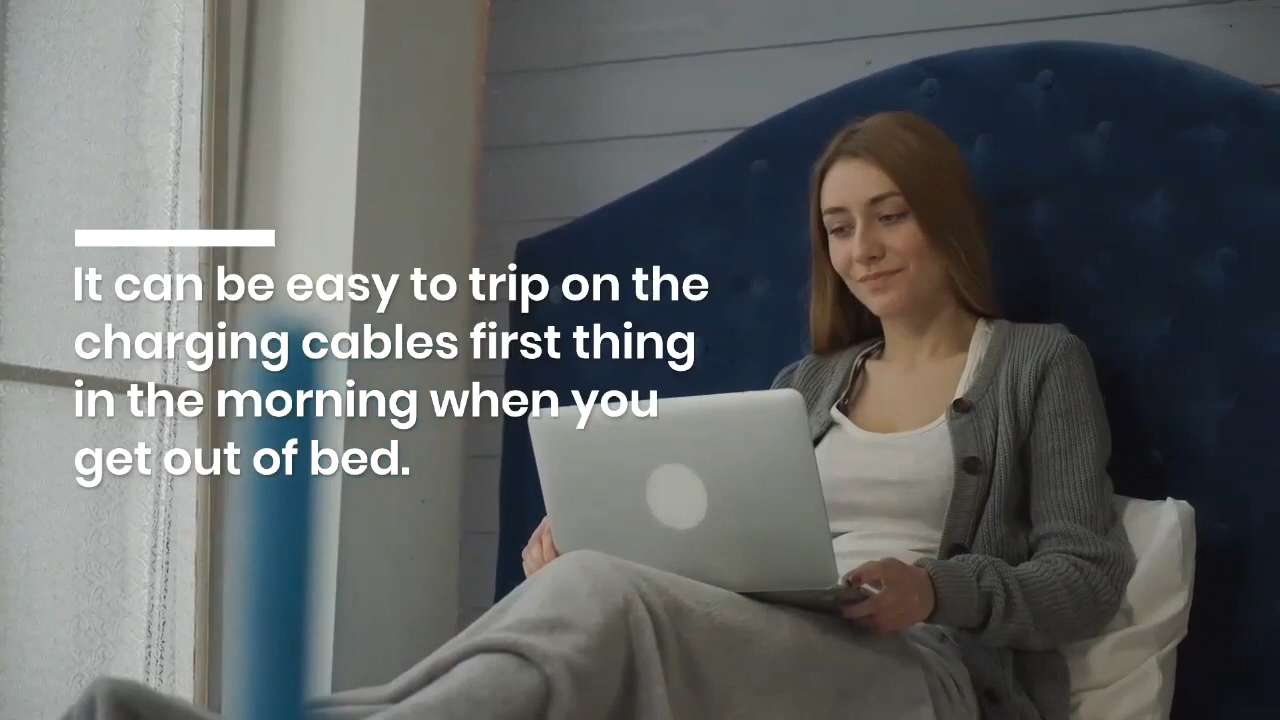 It can be easy to trip on the
charging cables first thing
in the morning when you
get out of bed.